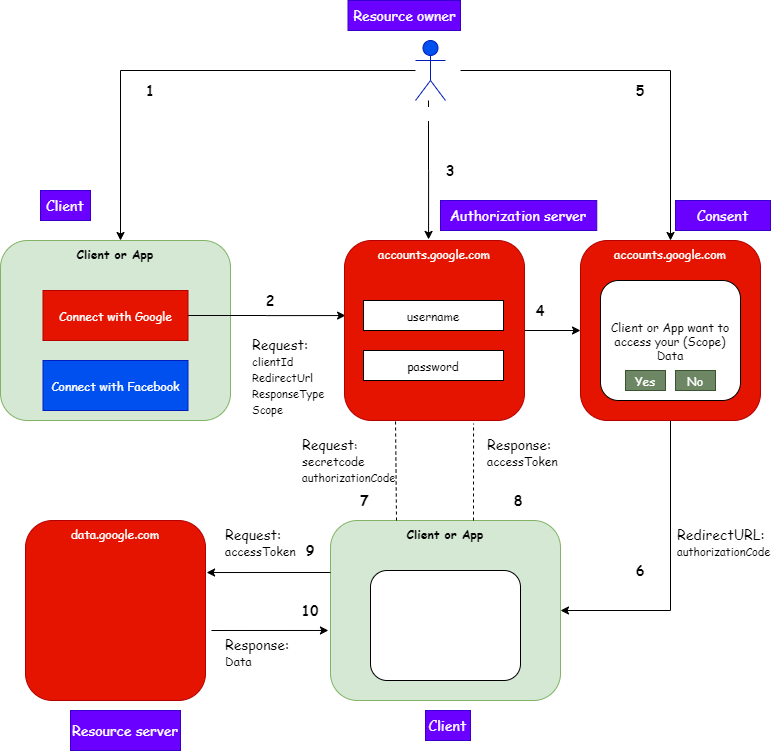 Resource owner
1
5
3
Client
Authorization server
Consent
Client or App
accounts.google.com
accounts.google.com
Connect with Google
2
username
4
Client or App want to
access your (Scope)
Data
Request:
clientId
RedirectUrl
ResponseType
Scope
password
Connect with Facebook
Yes
No
Request:
secretcode
authorizationCode
Response:
accessToken
7
8
data.google.com
Request:
accessToken
9
Client or App
RedirectURL:
authorizationCode
6
10
Response:
Data
Resource server
Client